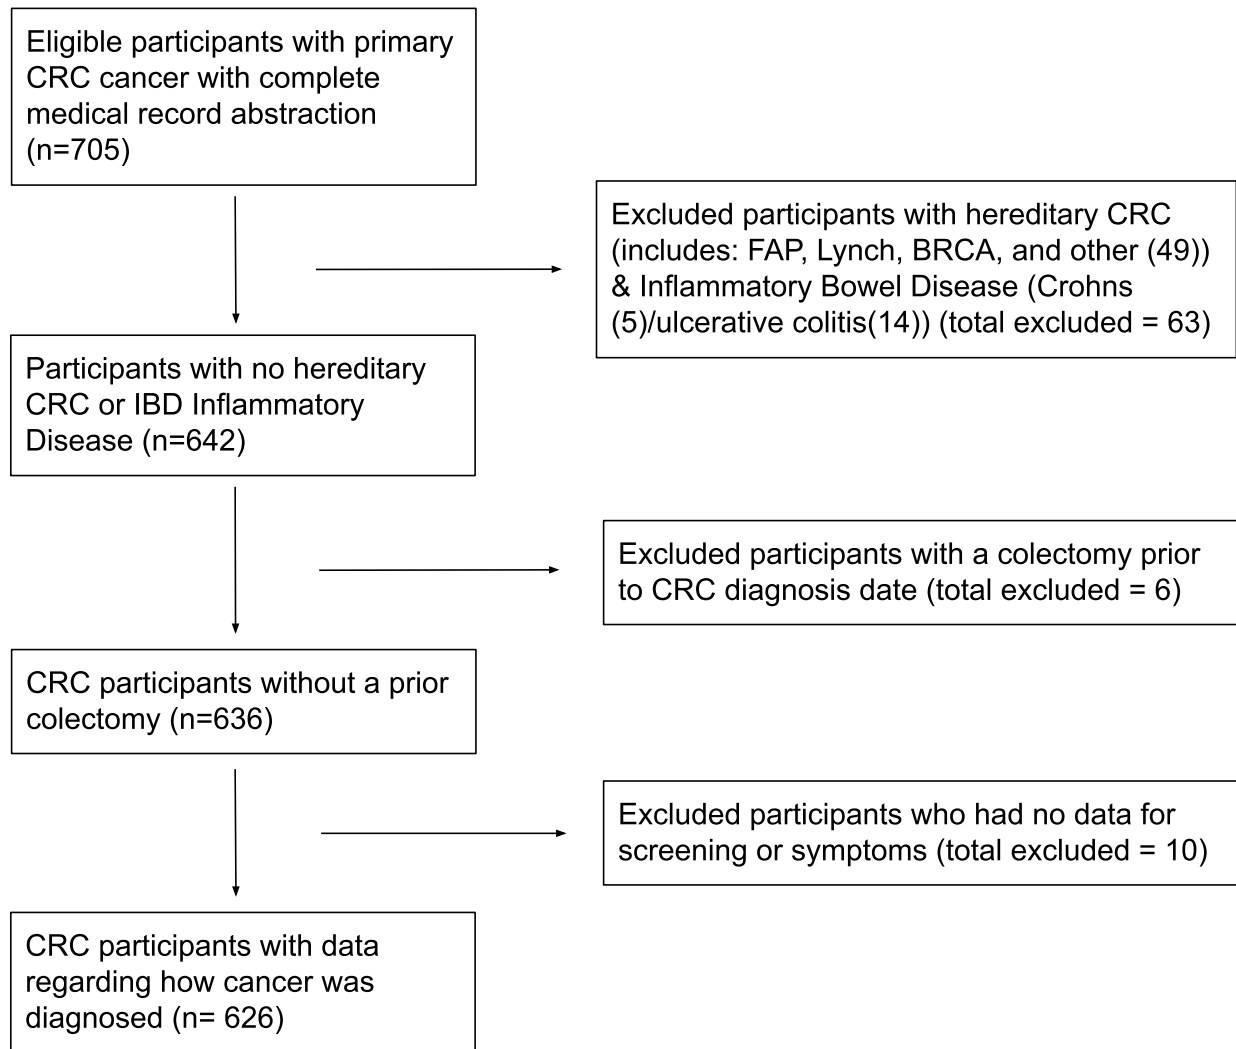 Eligible participants with primary
CRC cancer with complete
medical record abstraction
(n=705)
Excluded participants with hereditary CRC
(includes: FAP, Lynch, BRCA, and other (49))
& Inflammatory Bowel Disease (Crohns
(5)/ulcerative colitis(14)) (total excluded = 63)
Participants with no hereditary
CRC or IBD Inflammatory
Disease (n=642)
Excluded participants with a colectomy prior
to CRC diagnosis date (total excluded = 6)
CRC participants without a prior
colectomy (n=636)
Excluded participants who had no data for
screening or symptoms (total excluded = 10)
CRC participants with data
regarding how cancer was
diagnosed (n= 626)